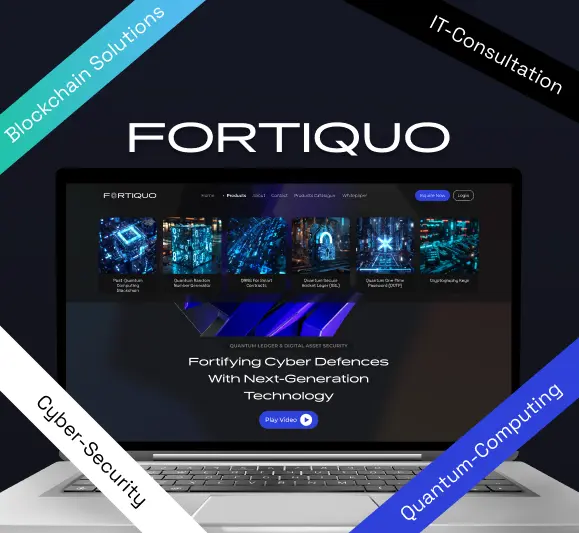 Blockchain Solutions
IT-Consultation
FORTIQUO
FORTIQUO
Home
Products
About
Contact
Products Catalogue
Whitepaper
Enquire Now
Login
Post-Quantum
Computing
Blockchain
Quantum Random
Number Generator
QRNG For Smart
Contracts
Quantum Secure
Socket Layer (SSL)
Quantum One-Time
Password (QOTP)
Cryptography Keys
QUANTUM LEDGER & DIGITAL ASSET SECURITY
Fortifying Cyber Defences
With Next-Generation
Technology
Play Video
Cyber-Security
Quantum-Computing